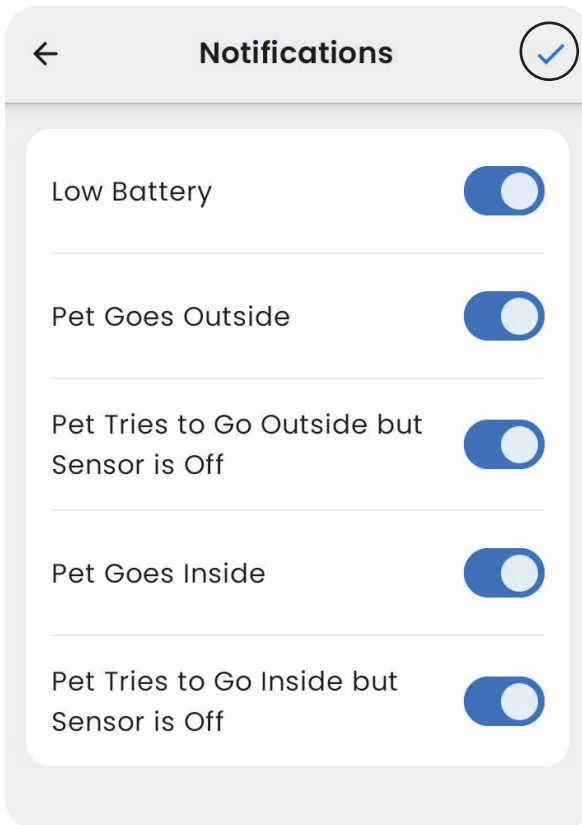 Notifications
Low Battery
Pet Goes Outside
Pet Tries to Go Outside but
Sensor is Off
Pet Goes Inside
Pet Tries to Go Inside but
Sensor is Off